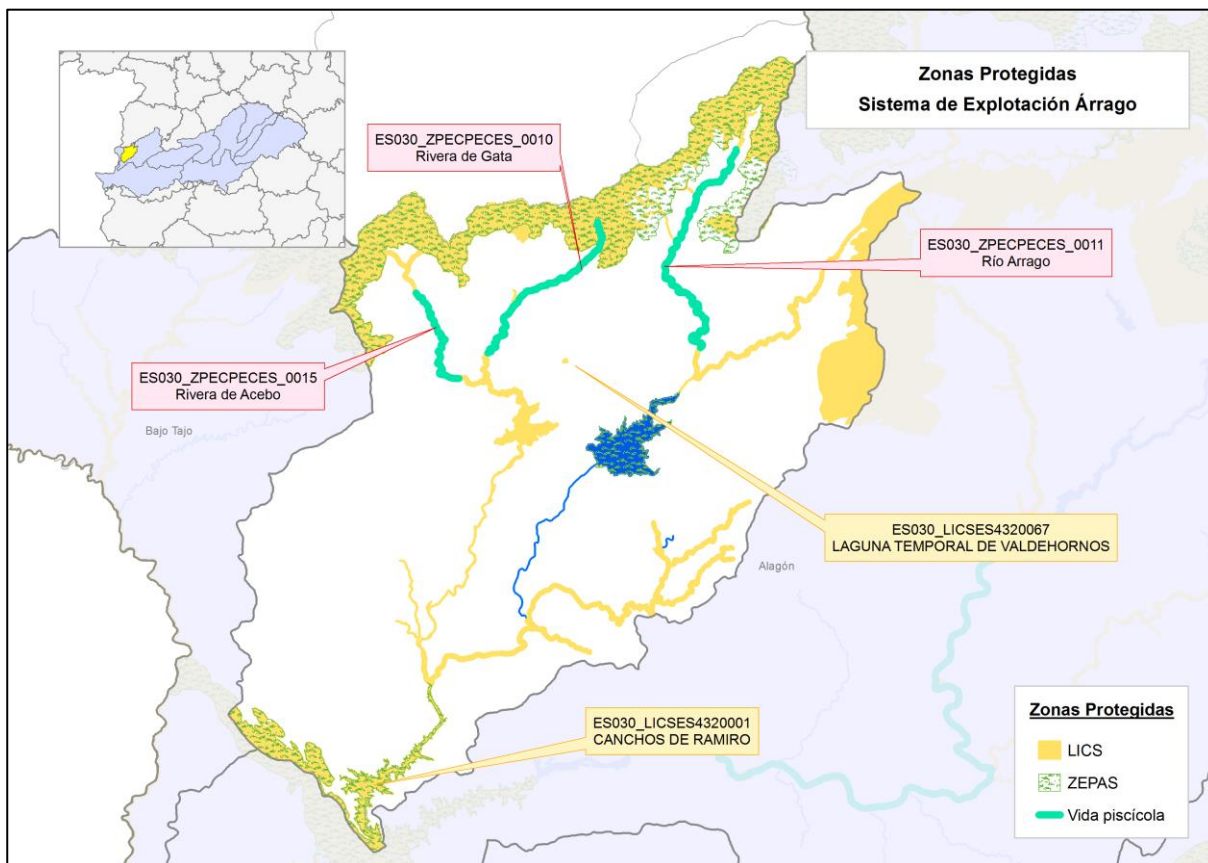 Zonas Protegidas
Sistema de Explotación Árrago
ES030_ZPECPECES_0010
Rivera de Gata
ES030_ZPECPECES_0011
Río Arrago
ES030_ZPECPECES_0015
Rivera de Acebo
Bajo Tajo
ES030_LICSES4320067
LAGUNA TEMPORAL DE VALDEHORNOS
Alagón
ES030_LICSES4320001
CANCHOS DE RAMIRO
Zonas Protegidas
LICS
ZEPAS
Vida piscícola